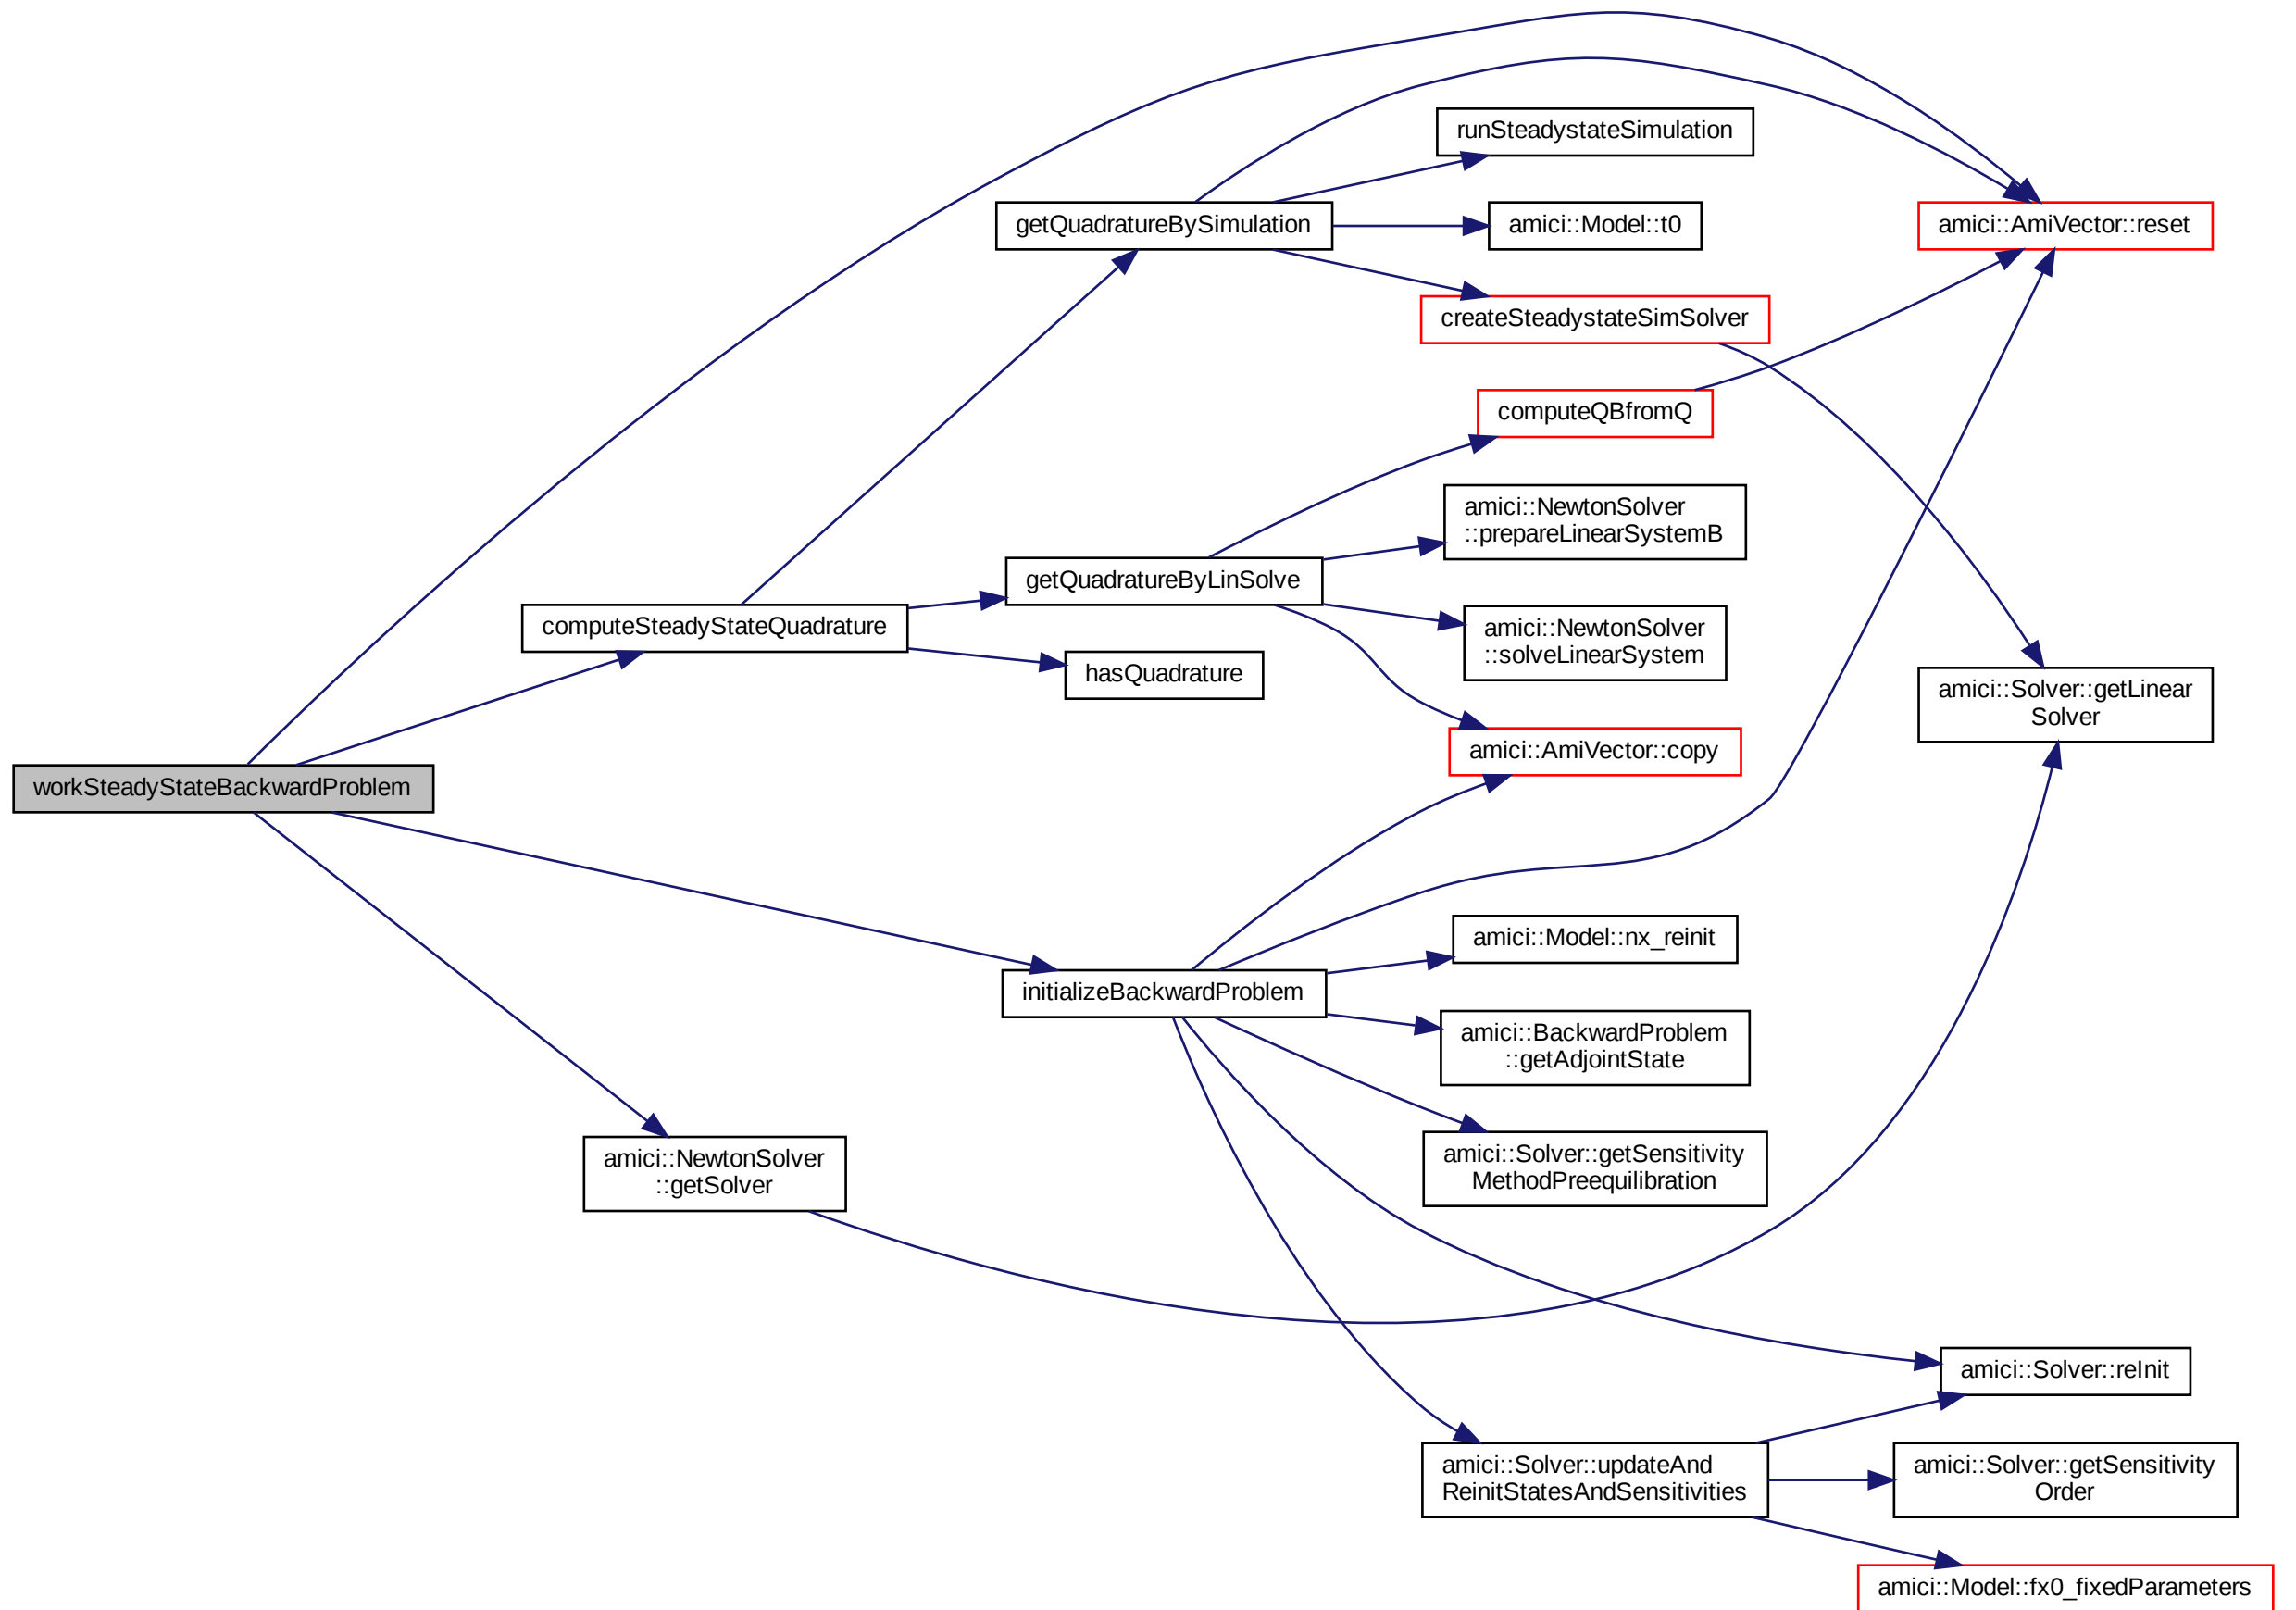 runSteadystateSimulation
getQuadratureBySimulation
amici::Model::t0
amici::AmiVector::reset
createSteadystateSimSolver
computeQBfromQ
amici::NewtonSolver
::prepareLinearSystemB
getQuadratureByLinSolve
computeSteadyStateQuadrature
amici::NewtonSolver
::solveLinearSystem
hasQuadrature
amici::Solver::getLinear
Solver
amici::AmiVector::copy
workSteadyStateBackwardProblem
amici::Model::nx_reinit
initializeBackwardProblem
amici::BackwardProblem
::getAdjointState
amici::Solver::getSensitivity
MethodPreequilibration
amici::NewtonSolver
::getSolver
amici::Solver::reInit
amici::Solver::updateAnd
ReinitStatesAndSensitivities
amici::Solver::getSensitivity
Order
amici::Model::fx0_fixedParameters